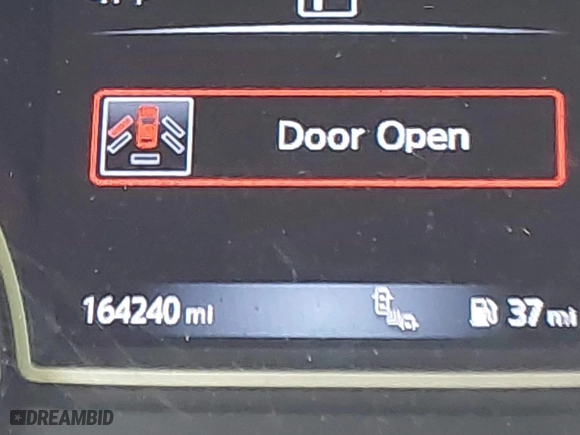 Door Open
164240 mi
37 mi
DREAMBID